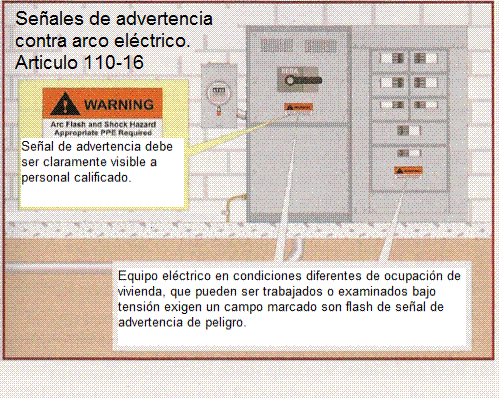 Señales de advertencia
contra arco eléctrico.
Articulo 110-16
WARNING
Arc Flash and Shock Hazard
Appropriate PPE Required
Señal de advertencia debe
ser claramente visible a
personal calificado.
Equipo eléctrico en condiciones diferentes de ocupación de
vivienda, que pueden ser trabajados o examinados bajo
tensión exigen un campo marcado son flash de señal de
advertencia de peligro.